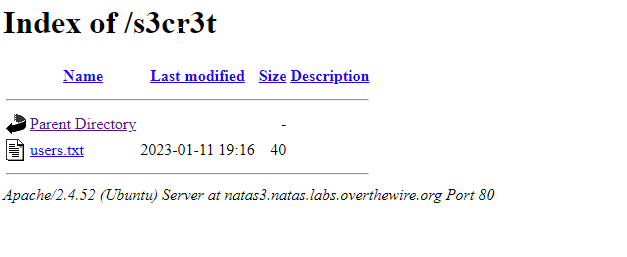 Index of /s3cr3t
Name Last modified Size Description
Parent Directory -
users.txt 2023-01-11 19:16 40
Apache/2.4.52 (Ubuntu) Server at natas3.natas.labs.overthewire.org Port 80